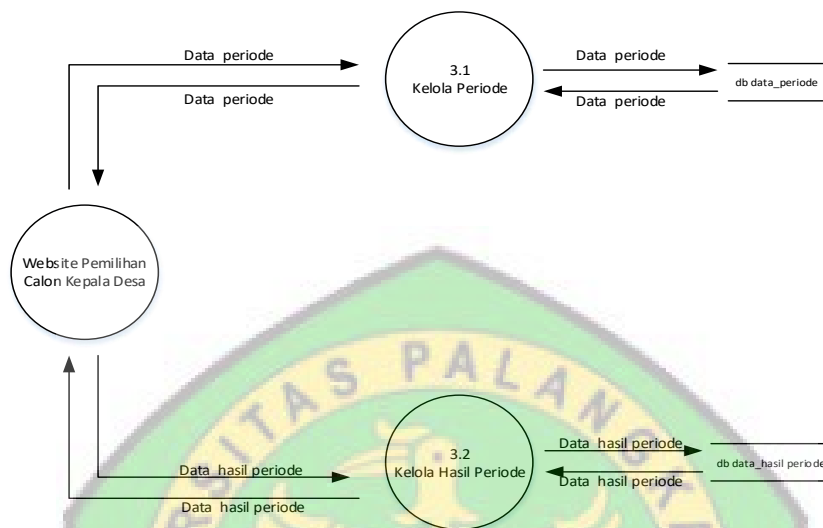 Data periode
Data periode
3.1
Kelola Periode
Data periode
Data periode
db data_periode
Website Pemilihan
Calon Kepala Desa
RSITAS PALANGK
Data hasil periode
Data hasil periode
3.2
Kelola Hasil Periode
Data hasil periode
Data hasil periode
db data_hasil periode